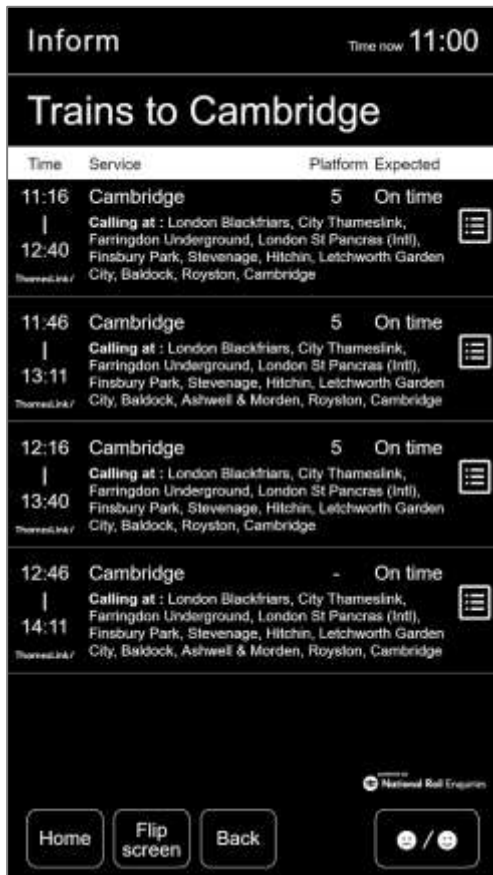 Inform
Time now 11:00
Trains to Cambridge
Time Service Platform Expected
11:16 Cambridge 5 On time
|
12:40
ThamesLink/
Calling at : London Blackfriars, City Thameslink,
Farringdon Underground, London St Pancras (Intl),
Finsbury Park, Stevenage, Hitchin, Letchworth Garden
City, Baldock, Royston, Cambridge
11:46 Cambridge 5 On time
|
13:11
ThamesLink/
Calling at : London Blackfriars, City Thameslink,
Farringdon Underground, London St Pancras (Intl),
Finsbury Park, Stevenage, Hitchin, Letchworth Garden
City, Baldock, Ashwell & Morden, Royston, Cambridge
12:16 Cambridge 5 On time
|
13:40
ThamesLink/
Calling at : London Blackfriars, City Thameslink,
Farringdon Underground, London St Pancras (Intl),
Finsbury Park, Stevenage, Hitchin, Letchworth Garden
City, Baldock, Royston, Cambridge
12:46 Cambridge - On time
|
14:11
ThamesLink/
Calling at : London Blackfriars, City Thameslink,
Farringdon Underground, London St Pancras (Intl),
Finsbury Park, Stevenage, Hitchin, Letchworth Garden
City, Baldock, Ashwell & Morden, Royston, Cambridge
National Rail Enquiries
Home
Flip
screen
Back
/